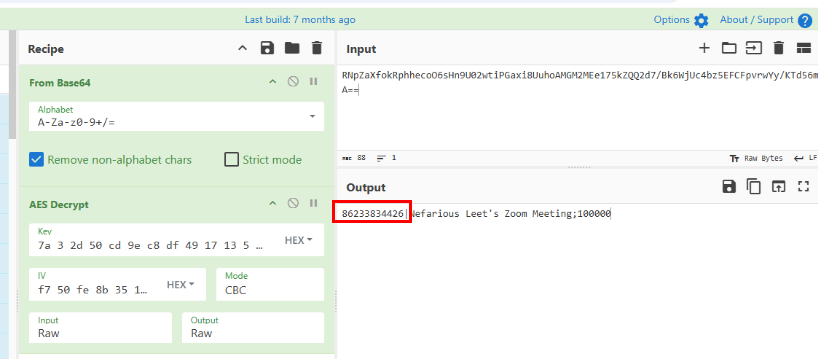 Last build: 7 months ago
Options
About / Support
Recipe
Input
From Base64
Alphabet
A-Za-z0-9+/=
Remove non-alphabet chars
Strict mode
AES Decrypt
Key
7a 3 2d 50 cd 9e c8 df 49 17 13 5 …
HEX
IV
f7 50 fe 8b 35 1…
HEX
Mode
CBC
Input
Raw
Output
Raw
RNpZaXfokRphhecoO6sHn9U02wtiPGaxi8UuhoAMGM2MEe175kZQQ2d7/Bk6WjUc4bz5EFCFpvrwYy/KTd56m
A==
ABC 88
1
Tт Raw Bytes
LF
Output
86233834426|Nefarious Leet's Zoom Meeting;100000